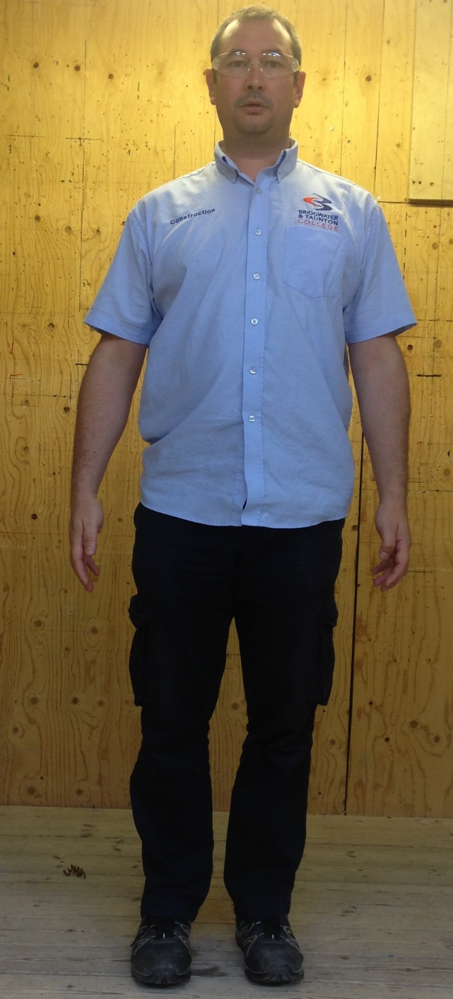 Construction
BRIDGWATER
& TAUNTON
COLLEGE